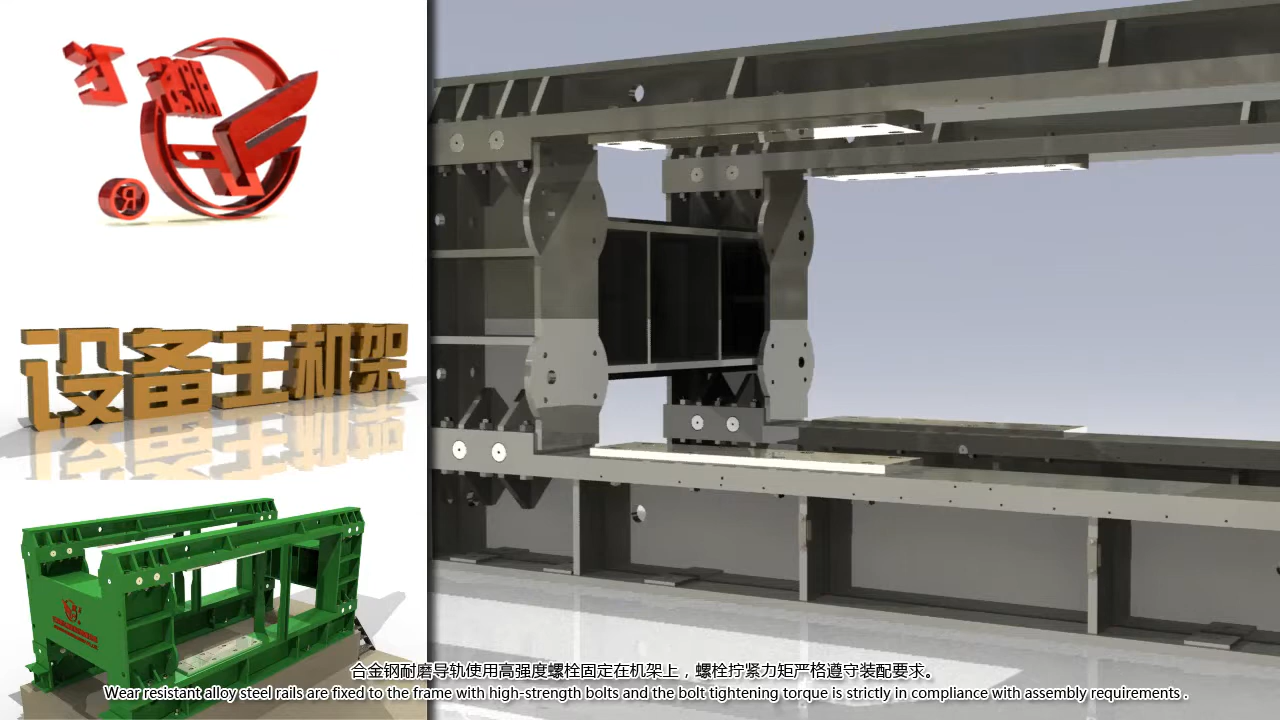 ®
设备主机架
合金钢耐磨导轨使用高强度螺栓固定在机架上，螺栓拧紧力矩严格遵守装配要求。
Wear resistant alloy steel rails are fixed to the frame with high-strength bolts and the bolt tightening torque is strictly in compliance with assembly requirements .